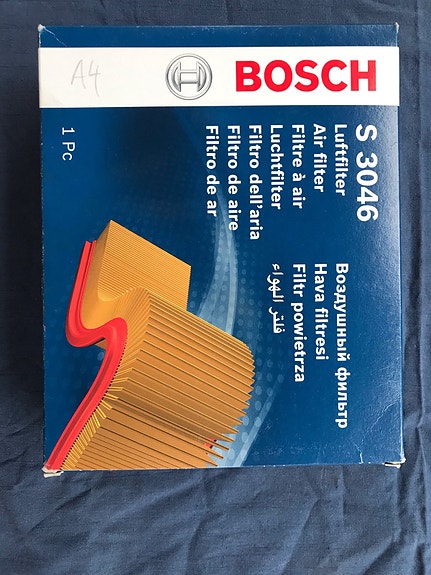 A4
BOSCH
S 3046
Luftfilter
Air filter
Filtre à air
Luchtfilter
Filtro dell'aria
Filtro de aire
Filtro de ar
Воздушный фильтр
Hava filtresi
Filtr powietrza
فلتر الهواء
1 Pc